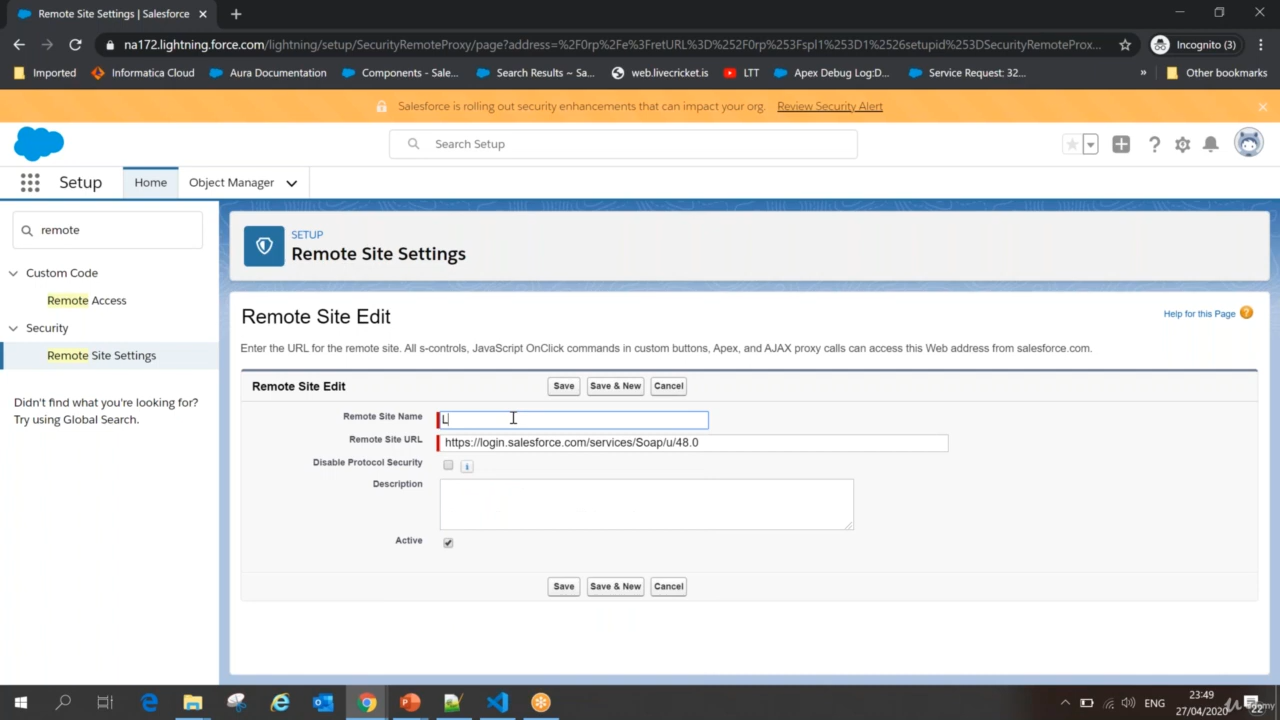 Remote Site Settings | Salesforce
na172.lightning.force.com/lightning/setup/SecurityRemoteProxy/page?address=%2F0rp%2Fe%3FretURL%3D%252F0rp%253Fspl1%253D1%2526setupid%253DSecurityRemoteProx...
Incognito (3)
Imported
Informatica Cloud
Aura Documentation
Components - Sale...
Search Results ~ Sa...
web.livecricket.is
LTT
Apex Debug Log:D...
Service Request: 32...
»
Other bookmarks
Salesforce is rolling out security enhancements that can impact your org. Review Security Alert
Search Setup
Setup
Home
Object Manager
remote
Custom Code
Remote Access
Security
Remote Site Settings
Didn't find what you're looking for?
Try using Global Search.
SETUP
Remote Site Settings
Remote Site Edit
Help for this Page
Enter the URL for the remote site. All s-controls, JavaScript OnClick commands in custom buttons, Apex, and AJAX proxy calls can access this Web address from salesforce.com.
Remote Site Edit
Save
Save & New
Cancel
Remote Site Name
L
Remote Site URL
https://login.salesforce.com/services/Soap/u/48.0
Disable Protocol Security
Description
Active
Save
Save & New
Cancel
ENG
23:49
27/04/2020